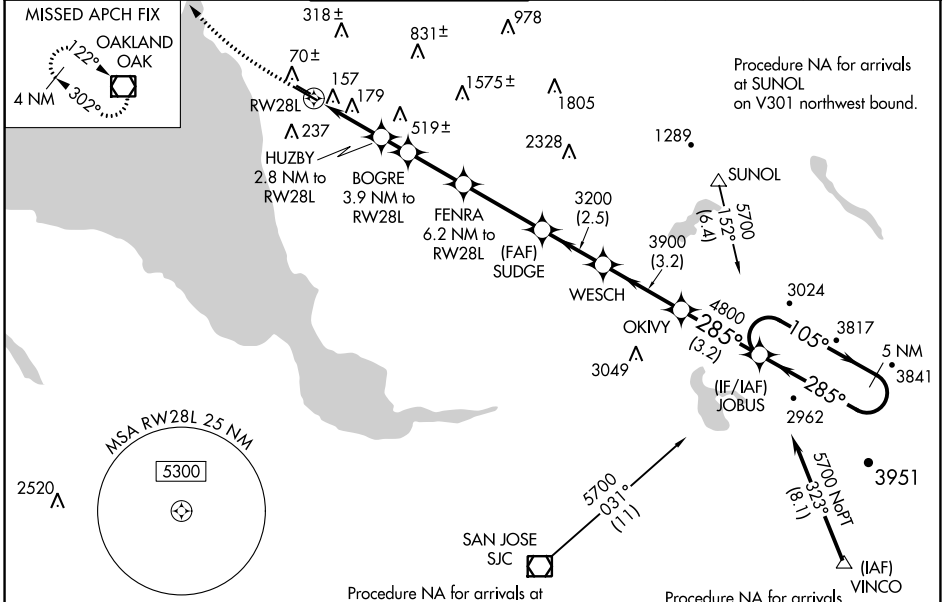 MISSED APCH FIX
OAKLAND
OAK
122°
302°
4 NM
318±
831±
978
70±
157
179
1575±
1805
RW28L
237
519±
2328
1289
Procedure NA for arrivals
at SUNOL
on V301 northwest bound.
HUZBY
2.8 NM to
RW28L
BOGRE
3.9 NM to
RW28L
FENRA
6.2 NM to
RW28L
(FAF)
SUDGE
3200
(2.5)
WESCH
3900
(3.2)
SUNOL
5700
152°
(6.4)
OKIVY
4800
285°
(3.2)
3024
3817
105°
5 NM
3841
285°
(IF/IAF)
JOBUS
2962
3049
3951
MSA RW28L 25 NM
5300
2520
5700
031°
(11)
SAN JOSE
SJC
5700 NoPT
323°
(8.1)
(IAF)
VINCO
Procedure NA for arrivals at
Procedure NA for arrivals